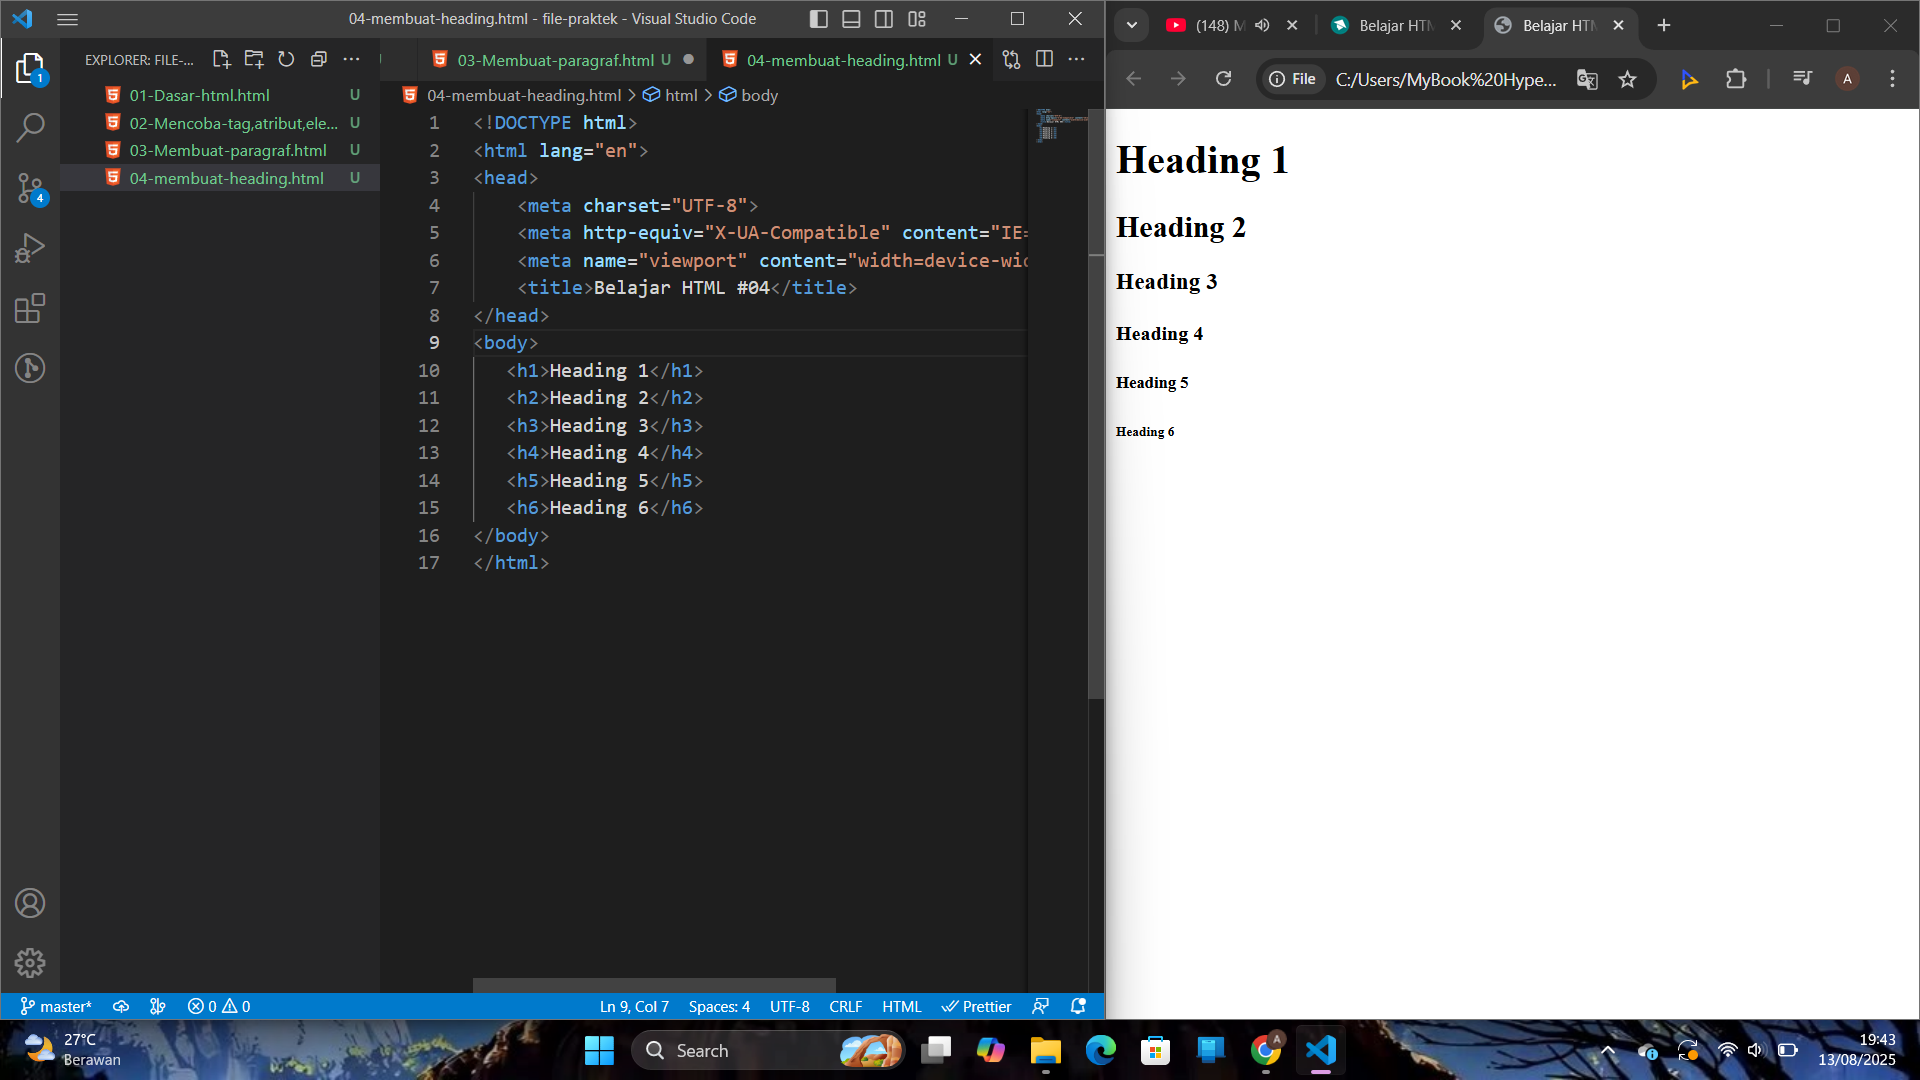 04-membuat-heading.html - file-praktek - Visual Studio Code
EXPLORER: FILE-...
01-Dasar-html.html U
02-Mencoba-tag,atribut,ele... U
03-Membuat-paragraf.html U
04-membuat-heading.html U
1
4
03-Membuat-paragraf.html U
04-membuat-heading.html U
04-membuat-heading.html > html > body
1 <!DOCTYPE html>
2 <html lang="en">
3 <head>
4 <meta charset="UTF-8">
5 <meta http-equiv="X-UA-Compatible" content="IE=
6 <meta name="viewport" content="width=device-wid
7 <title>Belajar HTML #04</title>
8 </head>
9 <body>
10 <h1>Heading 1</h1>
11 <h2>Heading 2</h2>
12 <h3>Heading 3</h3>
13 <h4>Heading 4</h4>
14 <h5>Heading 5</h5>
15 <h6>Heading 6</h6>
16 </body>
17 </html>
master* 0 0 Ln 9, Col 7 Spaces: 4 UTF-8 CRLF HTML Prettier
(148) M
Belajar HTM
Belajar HTM
File C:/Users/MyBook%20Hype... A
Heading 1
Heading 2
Heading 3
Heading 4
Heading 5
Heading 6
27°C
Berawan
Search
A
19:43
13/08/2025